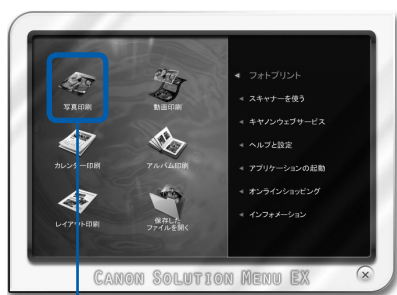 写真印刷
動画印刷
カレンダー印刷
アルバム印刷
レイアウト印刷
保存した
ファイルを開く
フォトプリント
スキャナーを使う
キヤノンウェブサービス
ヘルプと設定
アプリケーションの起動
オンラインショッピング
インフォメーション
CANON SOLUTION MENU EX